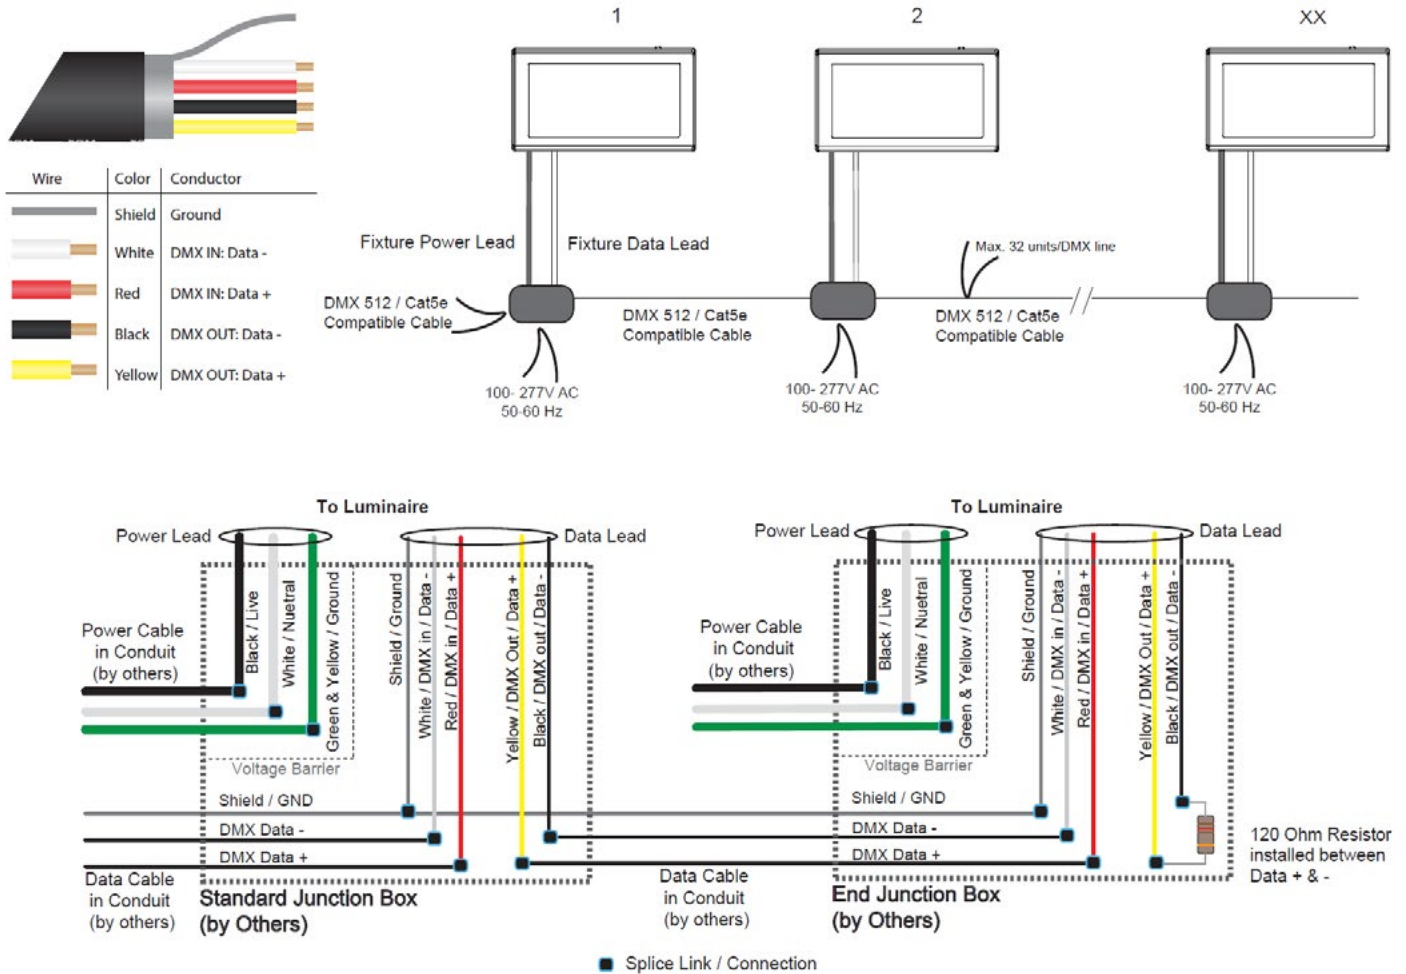 1
2
XX
Wire Color Conductor
Shield Ground
White DMX IN: Data -
Red DMX IN: Data +
Black DMX OUT: Data -
Yellow DMX OUT: Data +
Fixture Power Lead
Fixture Data Lead
Max. 32 units/DMX line
DMX 512 / Cat5e
Compatible Cable
DMX 512 / Cat5e
Compatible Cable
DMX 512 / Cat5e
Compatible Cable
100- 277V AC
50-60 Hz
100- 277V AC
50-60 Hz
100- 277V AC
50-60 Hz
To Luminaire
Power Lead
Data Lead
Power Cable
in Conduit
(by others)
Black / Live
White / Nuetral
Green & Yellow / Ground
Shield / Ground
White / DMX in / Data -
Red / DMX in / Data +
Yellow / DMX Out / Data +
Black / DMX out / Data -
Voltage Barrier
Shield / GND
DMX Data -
DMX Data +
Data Cable
in Conduit
(by others)
Standard Junction Box
(by Others)
To Luminaire
Power Lead
Data Lead
Power Cable
in Conduit
(by others)
Black / Live
White / Nuetral
Green & Yellow / Ground
Shield / Ground
White / DMX in / Data -
Red / DMX in / Data +
Yellow / DMX Out / Data +
Black / DMX out / Data -
Voltage Barrier
Shield / GND
DMX Data -
DMX Data +
Data Cable
in Conduit
(by others)
End Junction Box
(by Others)
120 Ohm Resistor
installed between
Data + & -
Splice Link / Connection